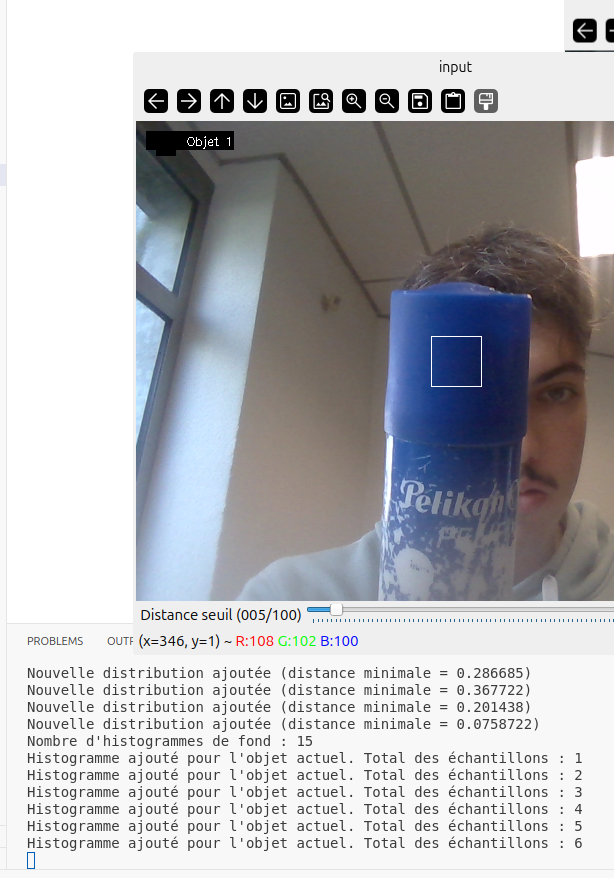 input
Objet 1
Pelikan
Distance seuil (005/100)
PROBLEMS
(x=346, y=1) ~ R:108 G:102 B:100
Nouvelle distribution ajoutée (distance minimale = 0.286685)
Nouvelle distribution ajoutée (distance minimale = 0.367722)
Nouvelle distribution ajoutée (distance minimale = 0.201438)
Nouvelle distribution ajoutée (distance minimale = 0.0758722)
Nombre d'histogrammes de fond : 15
Histogramme ajouté pour l'objet actuel. Total des échantillons : 1
Histogramme ajouté pour l'objet actuel. Total des échantillons : 2
Histogramme ajouté pour l'objet actuel. Total des échantillons : 3
Histogramme ajouté pour l'objet actuel. Total des échantillons : 4
Histogramme ajouté pour l'objet actuel. Total des échantillons : 5
Histogramme ajouté pour l'objet actuel. Total des échantillons : 6